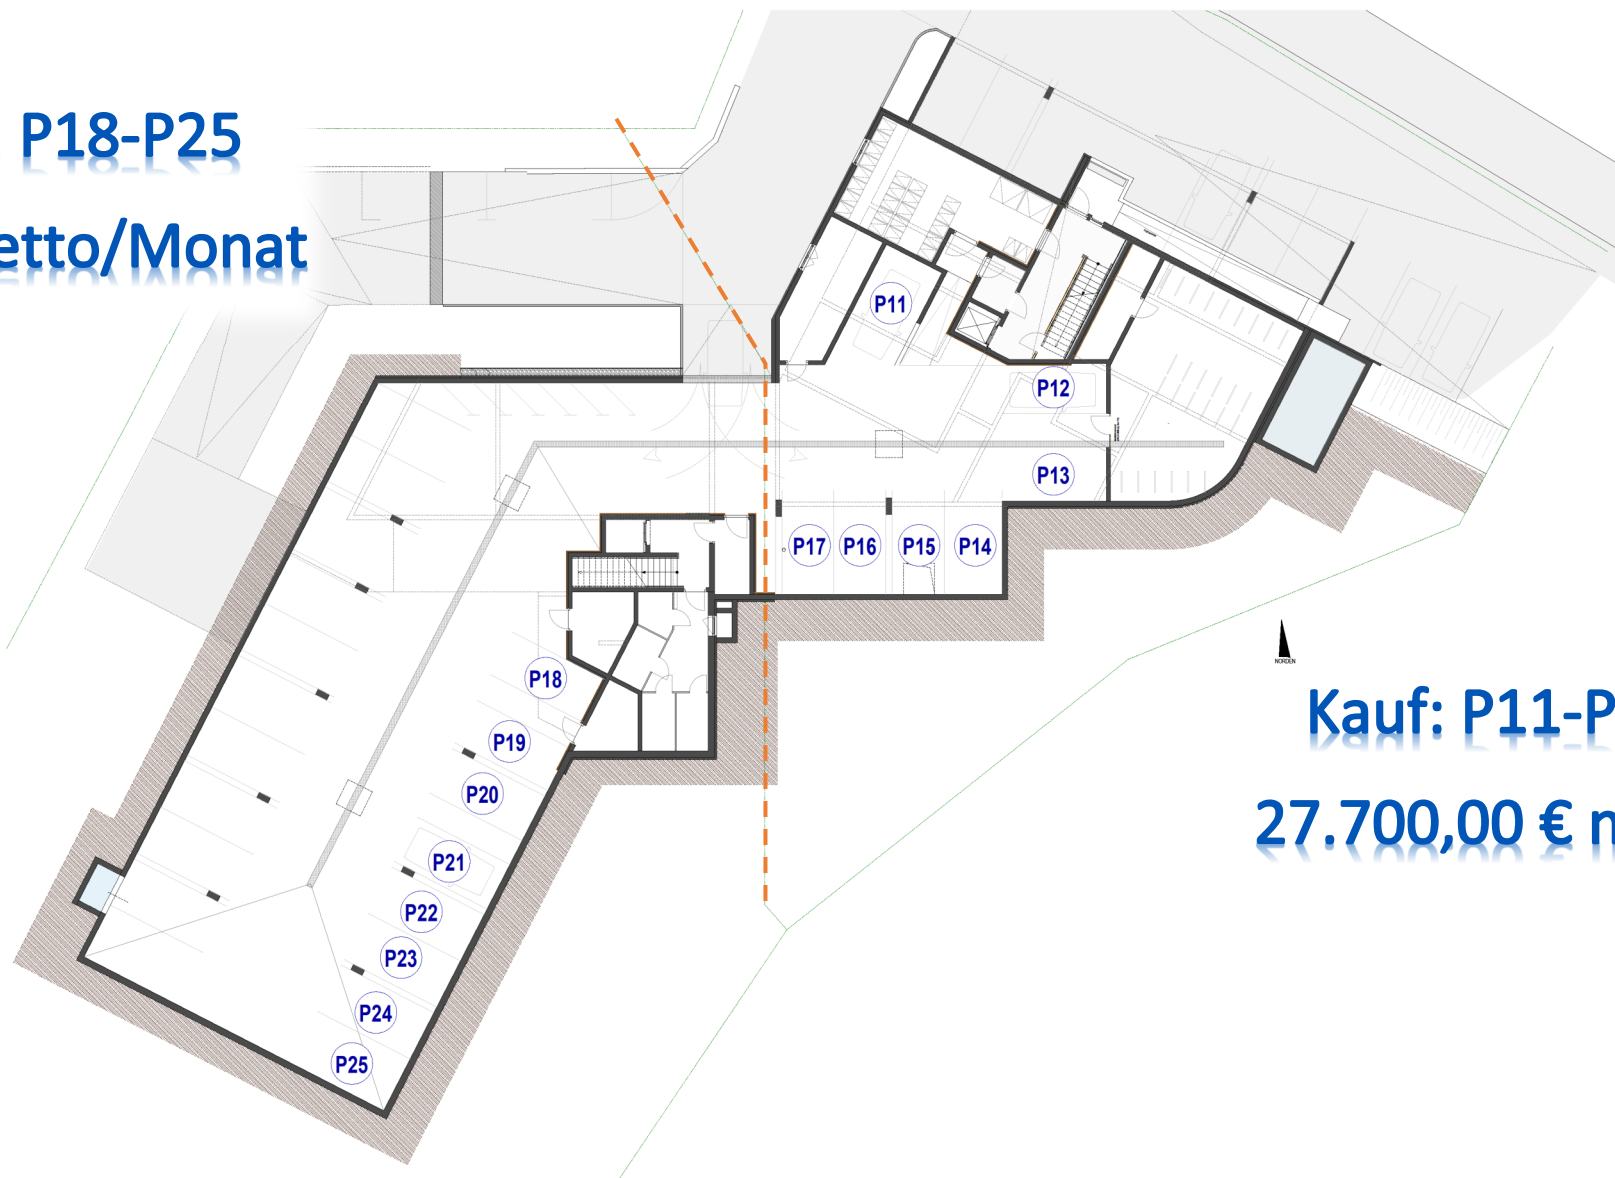 P18-P25
etto/Monat
P11
P12
P13
P17
P16
P15
P14
P18
P19
P20
P21
P22
P23
P24
P25
NORDEN
Kauf: P11-P
27.700,00 € n